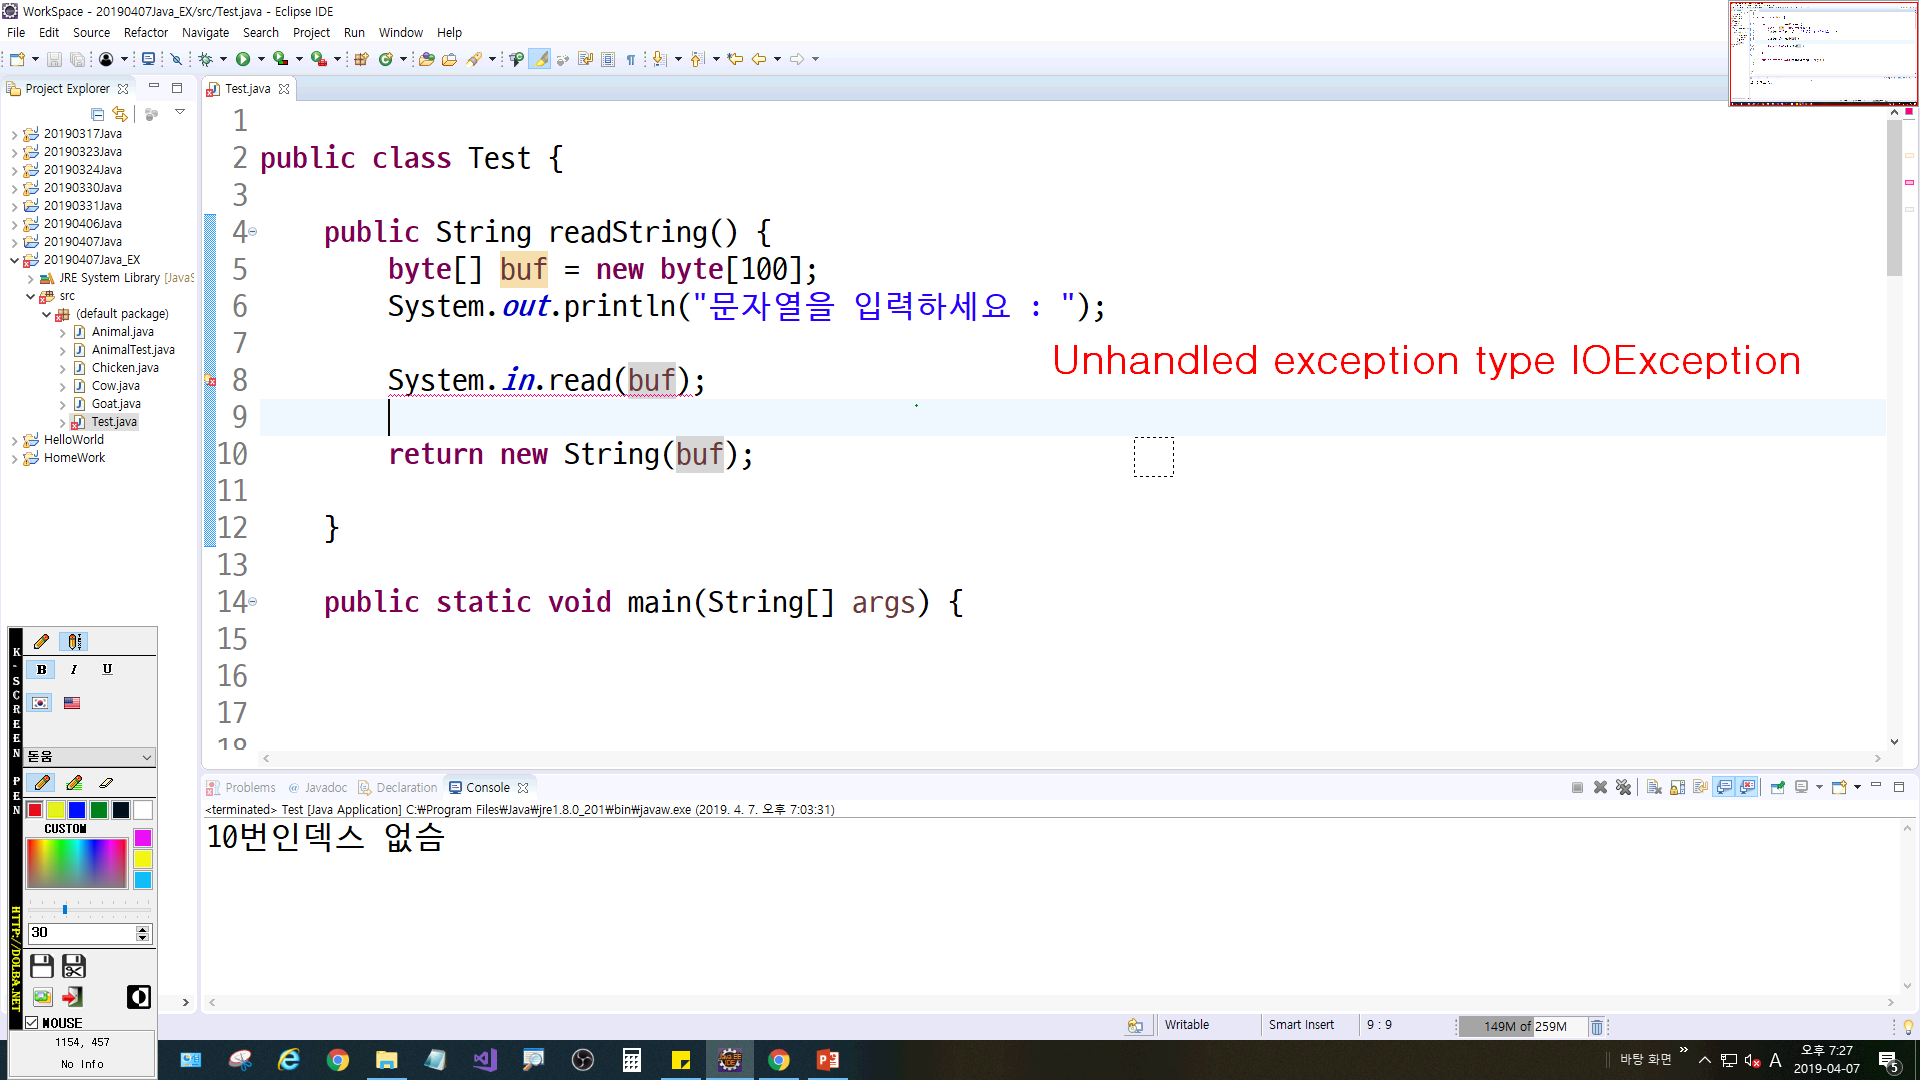 WorkSpace - 20190407Java_EX/src/Test.java - Eclipse IDE
File Edit Source Refactor Navigate Search Project Run Window Help
Project Explorer
20190317Java
20190323Java
20190324Java
20190330Java
20190331Java
20190406Java
20190407Java
20190407Java_EX
JRE System Library [JavaS
src
(default package)
Animal.java
AnimalTest.java
Chicken.java
Cow.java
Goat.java
Test.java
HelloWorld
HomeWork
Test.java
1
2 public class Test {
3
4 public String readString() {
5 byte[] buf = new byte[100];
6 System.out.println("문자열을 입력하세요 : ");
7
Unhandled exception type IOException
8 System.in.read(buf);
9
10 return new String(buf);
11
12 }
13
14 public static void main(String[] args) {
15
16
17
18
K-SCREEN PEN
HTTP://DOLBA.NET
B I U
돋움
CUSTOM
30
MOUSE
1154, 457
No Info
Problems @ Javadoc Declaration Console
<terminated> Test [Java Application] C:₩Program Files₩Java₩jre1.8.0_201₩bin₩javaw.exe (2019. 4. 7. 오후 7:03:31)
10번인덱스 없슴
Writable Smart Insert 9 : 9 149M of 259M
바탕 화면 » A 오후 7:27
2019-04-07
5